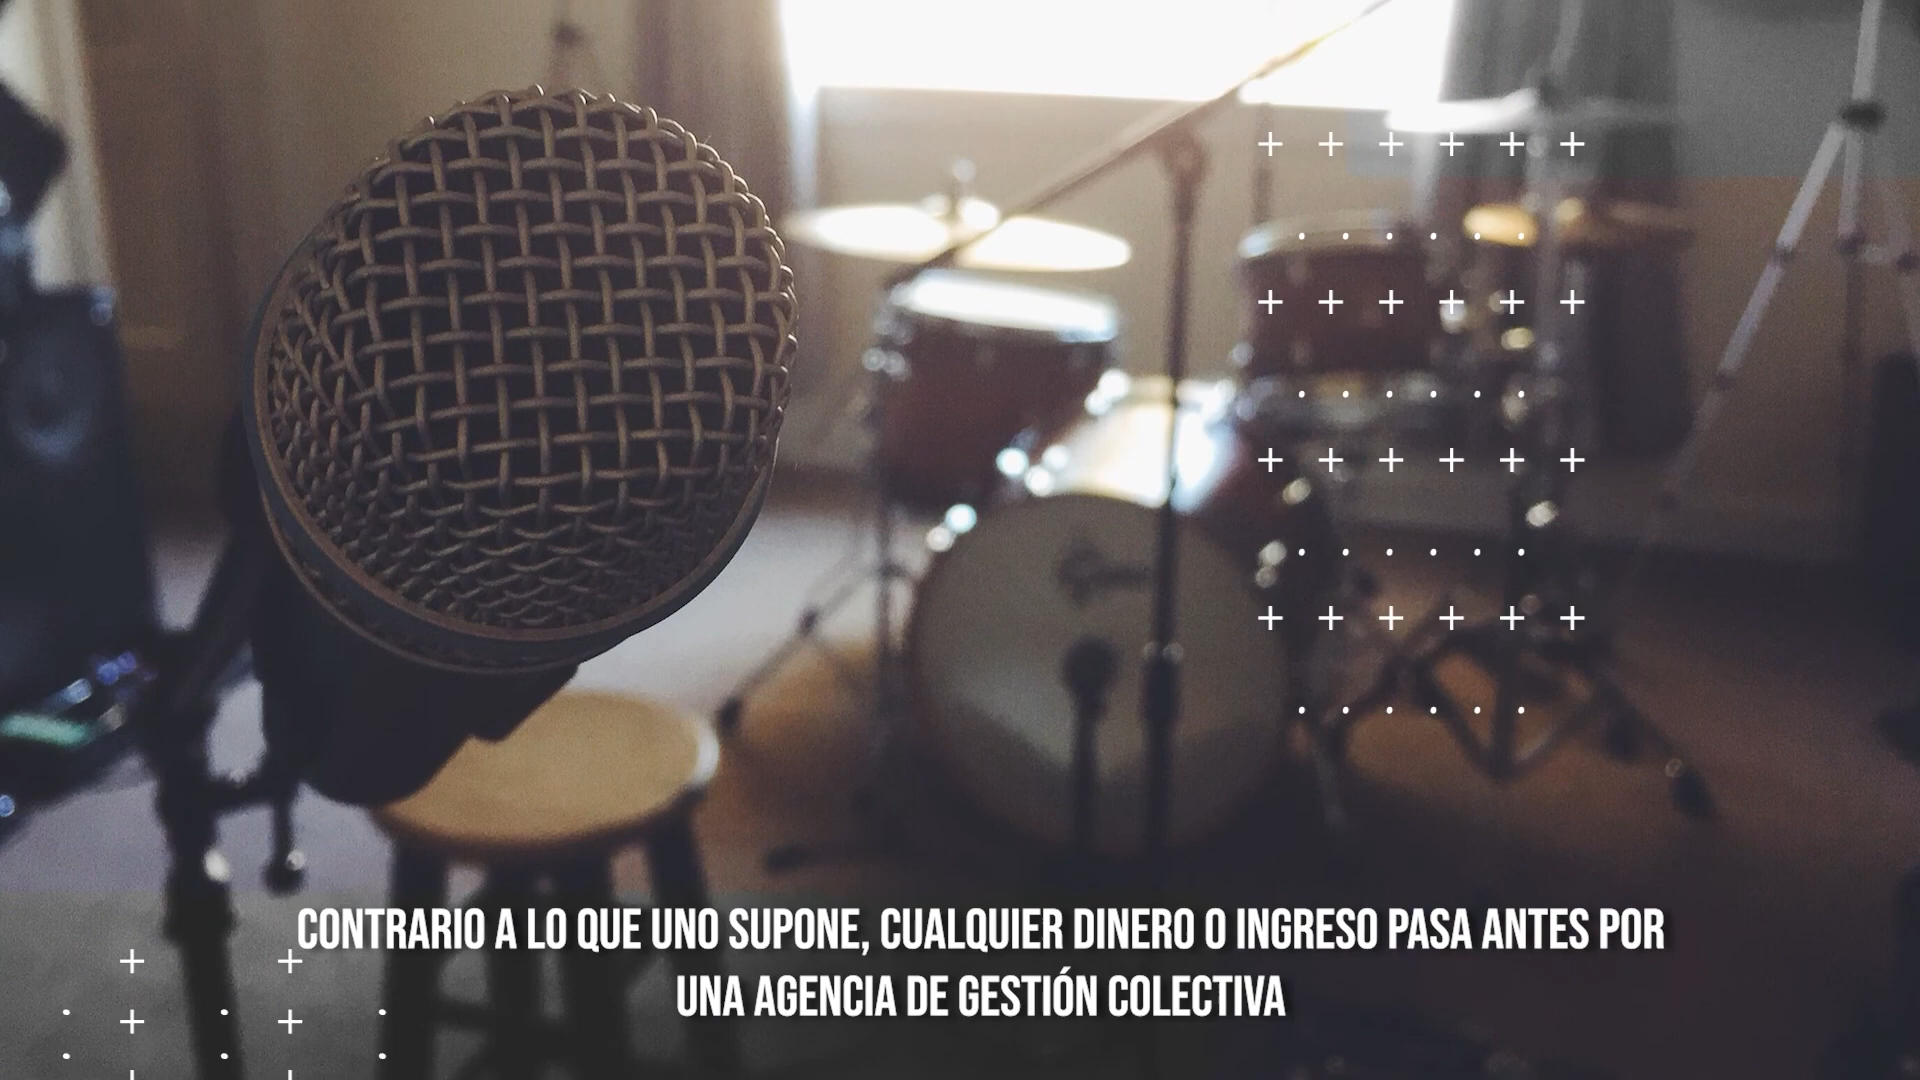 CONTRARIO A LO QUE UNO SUPONE, CUALQUIER DINERO O INGRESO PASA ANTES POR
UNA AGENCIA DE GESTIÓN COLECTIVA